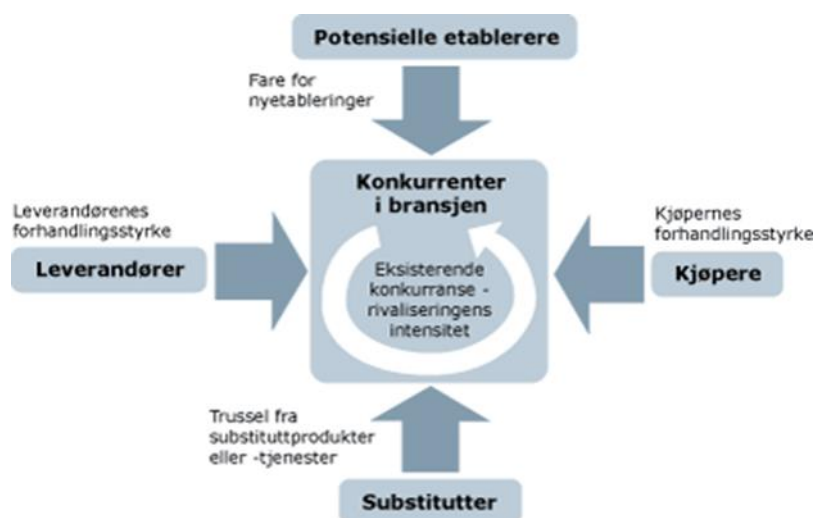 Potensielle etablerere
Fare for
nyetableringer
Konkurrenter
i bransjen
Leverandørenes
forhandlingsstyrke
Leverandører
Eksisterende
konkurranse -
rivaliseringens
intensitet
Kjøpernes
forhandlingsstyrke
Kjøpere
Trussel fra
substituttprodukter
eller -tjenester
Substitutter